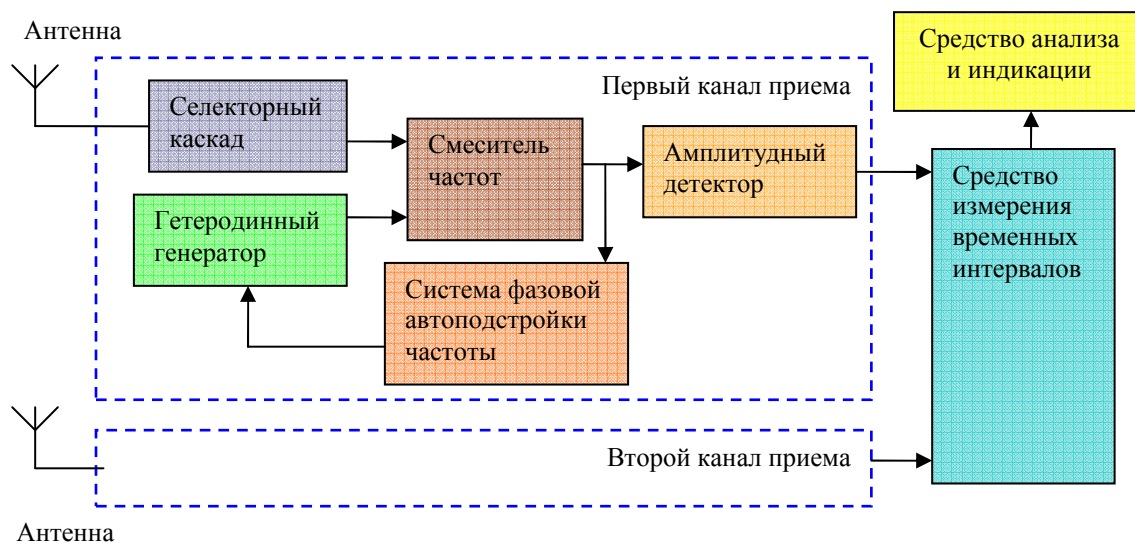 Антенна
Средство анализа
и индикации
Первый канал приема
Селекторный
каскад
Смеситель
частот
Амплитудный
детектор
Средство
измерения
временных
интервалов
Гетеродинный
генератор
Система фазовой
автоподстройки
частоты
Второй канал приема
Антенна